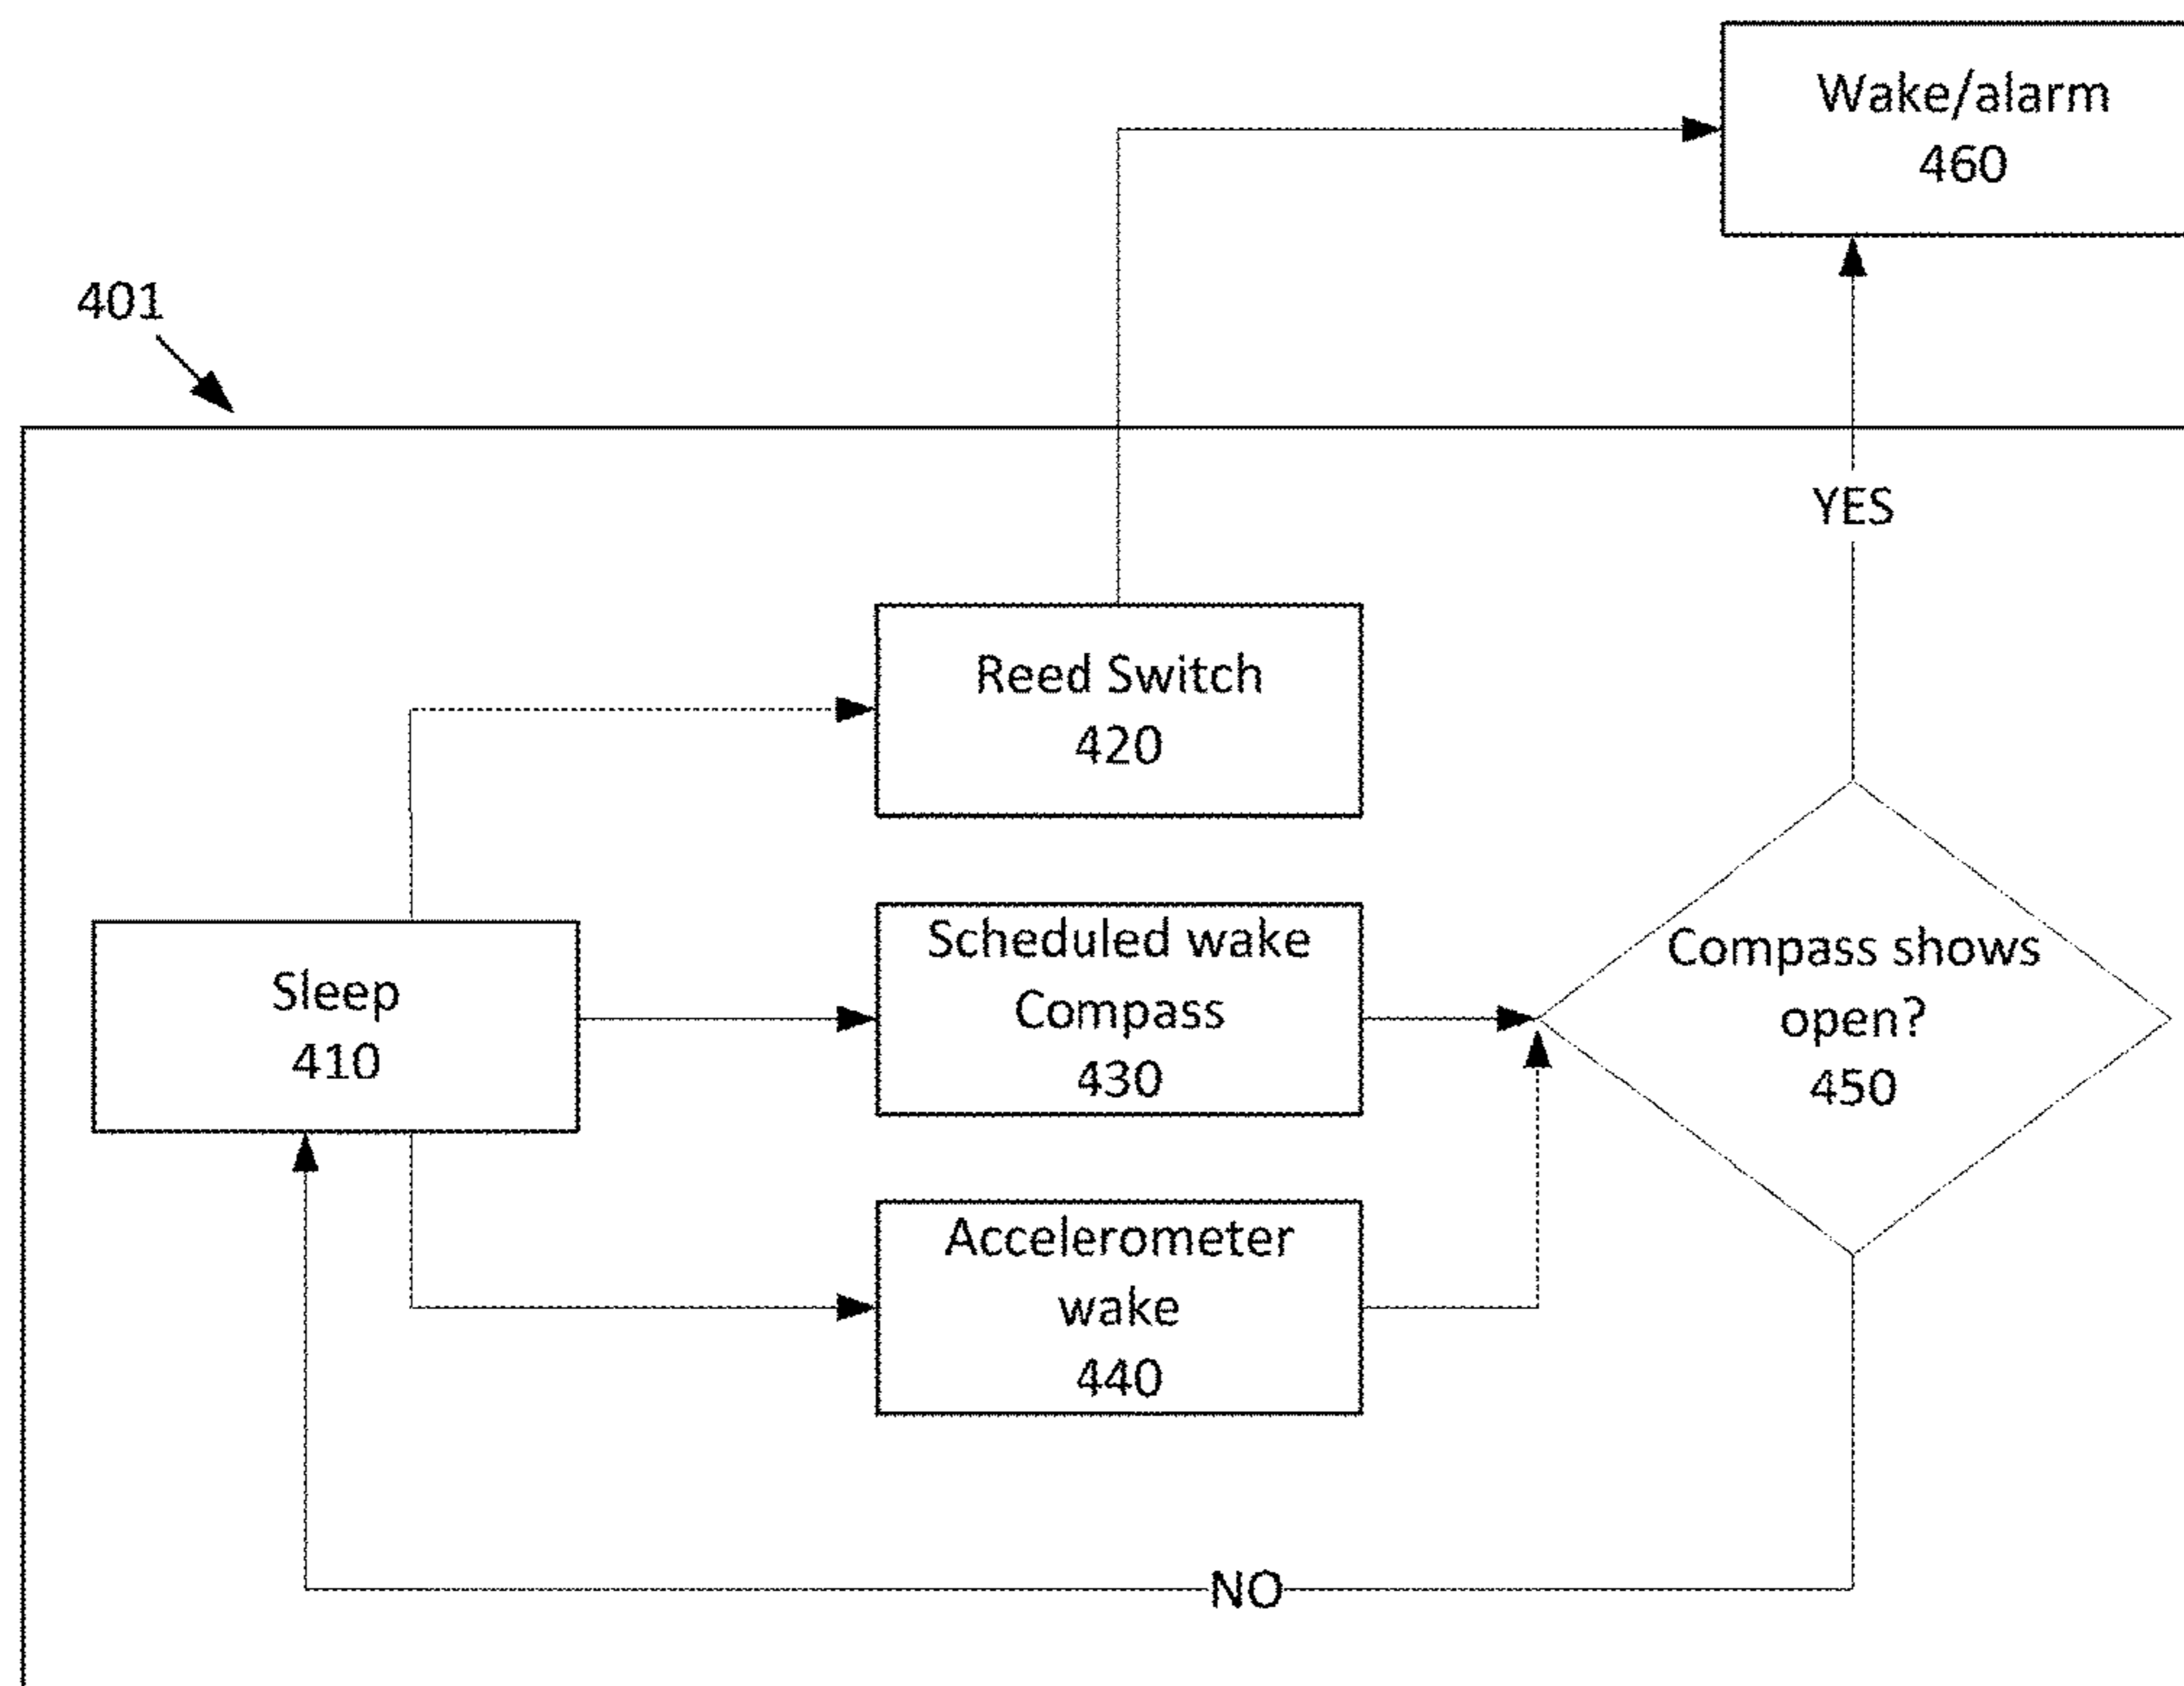 Wake/alarm
460
401
YES
Reed Switch
420
Sleep
410
Scheduled wake
Compass
430
Compass shows
open?
450
Accelerometer
wake
440
NO